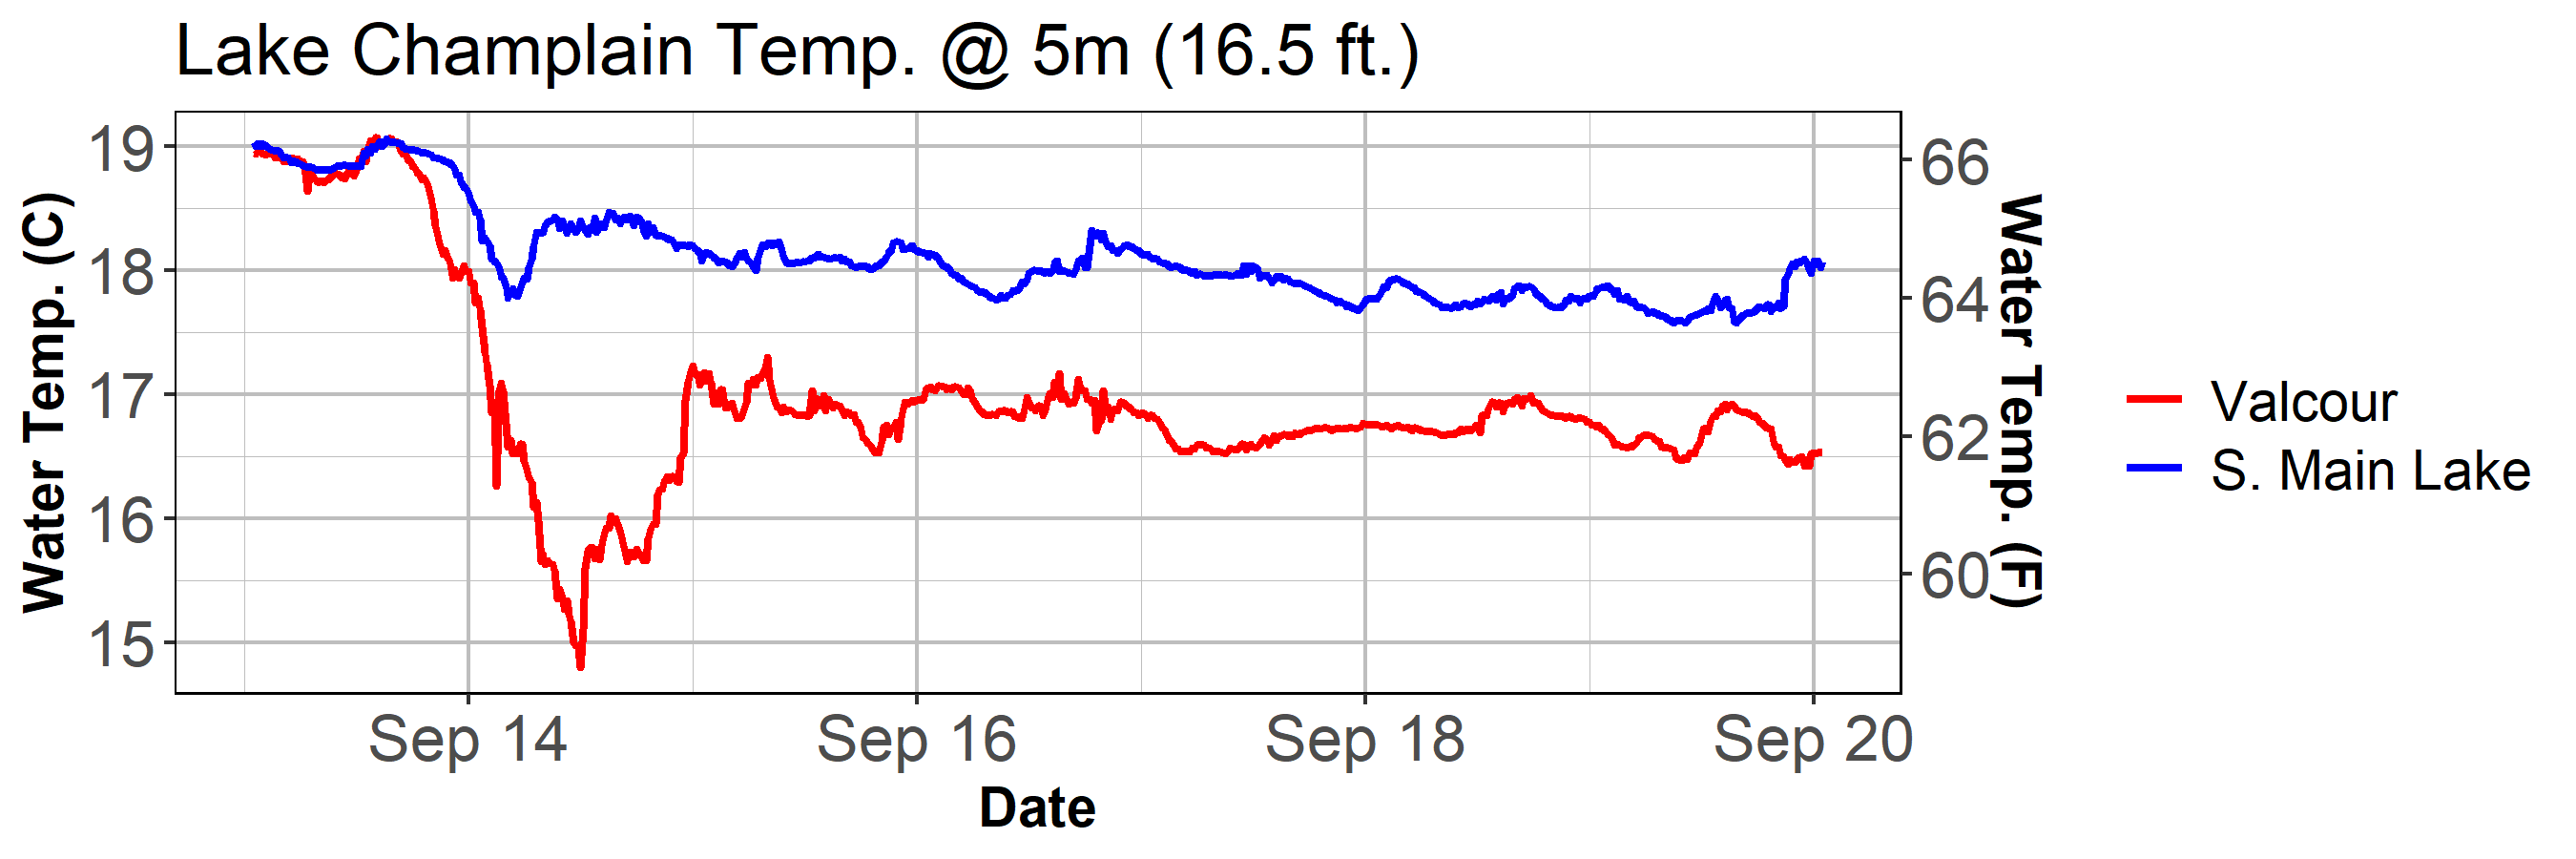 Lake Champlain Temp. @ 5m (16.5 ft.)
Water Temp. (C)
19
18
17
16
15
66
64
62
60
Water Temp. (F)
Valcour
S. Main Lake
Sep 14
Sep 16
Sep 18
Sep 20
Date